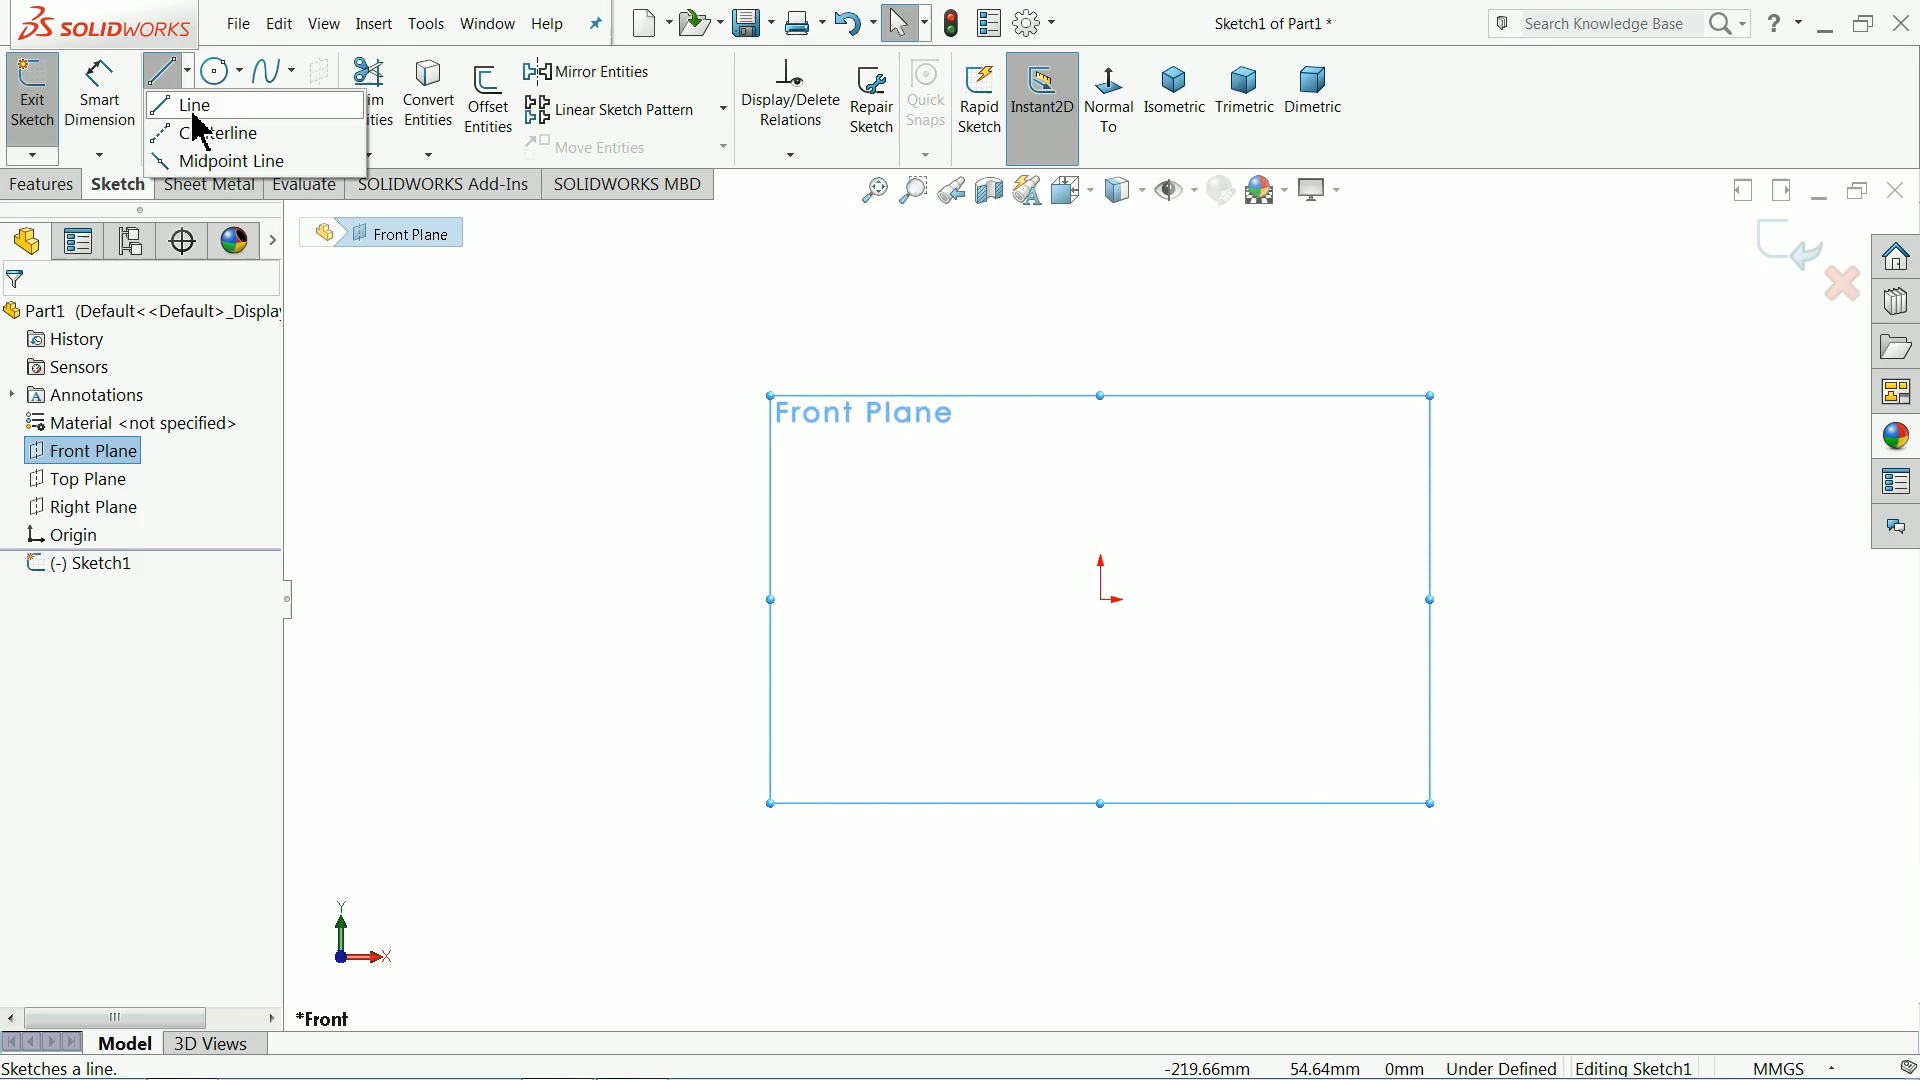 SOLIDWORKS
File Edit View Insert Tools Window Help
Sketch1 of Part1 *
Search Knowledge Base
?
Exit
Sketch
Smart
Dimension
Line
Centerline
Midpoint Line
im
ities
Convert
Entities
Offset
Entities
Mirror Entities
Linear Sketch Pattern
Move Entities
Display/Delete
Relations
Repair
Sketch
Quick
Snaps
Rapid
Sketch
Instant2D
Normal
To
Isometric
Trimetric
Dimetric
Features Sketch Sheet Metal Evaluate SOLIDWORKS Add-Ins SOLIDWORKS MBD
Front Plane
Part1 (Default<<Default>_Displa
History
Sensors
Annotations
Material <not specified>
Front Plane
Top Plane
Right Plane
Origin
(-) Sketch1
Front Plane
Y
X
*Front
Model 3D Views
Sketches a line.
-219.66mm 54.64mm 0mm Under Defined Editing Sketch1 MMGS